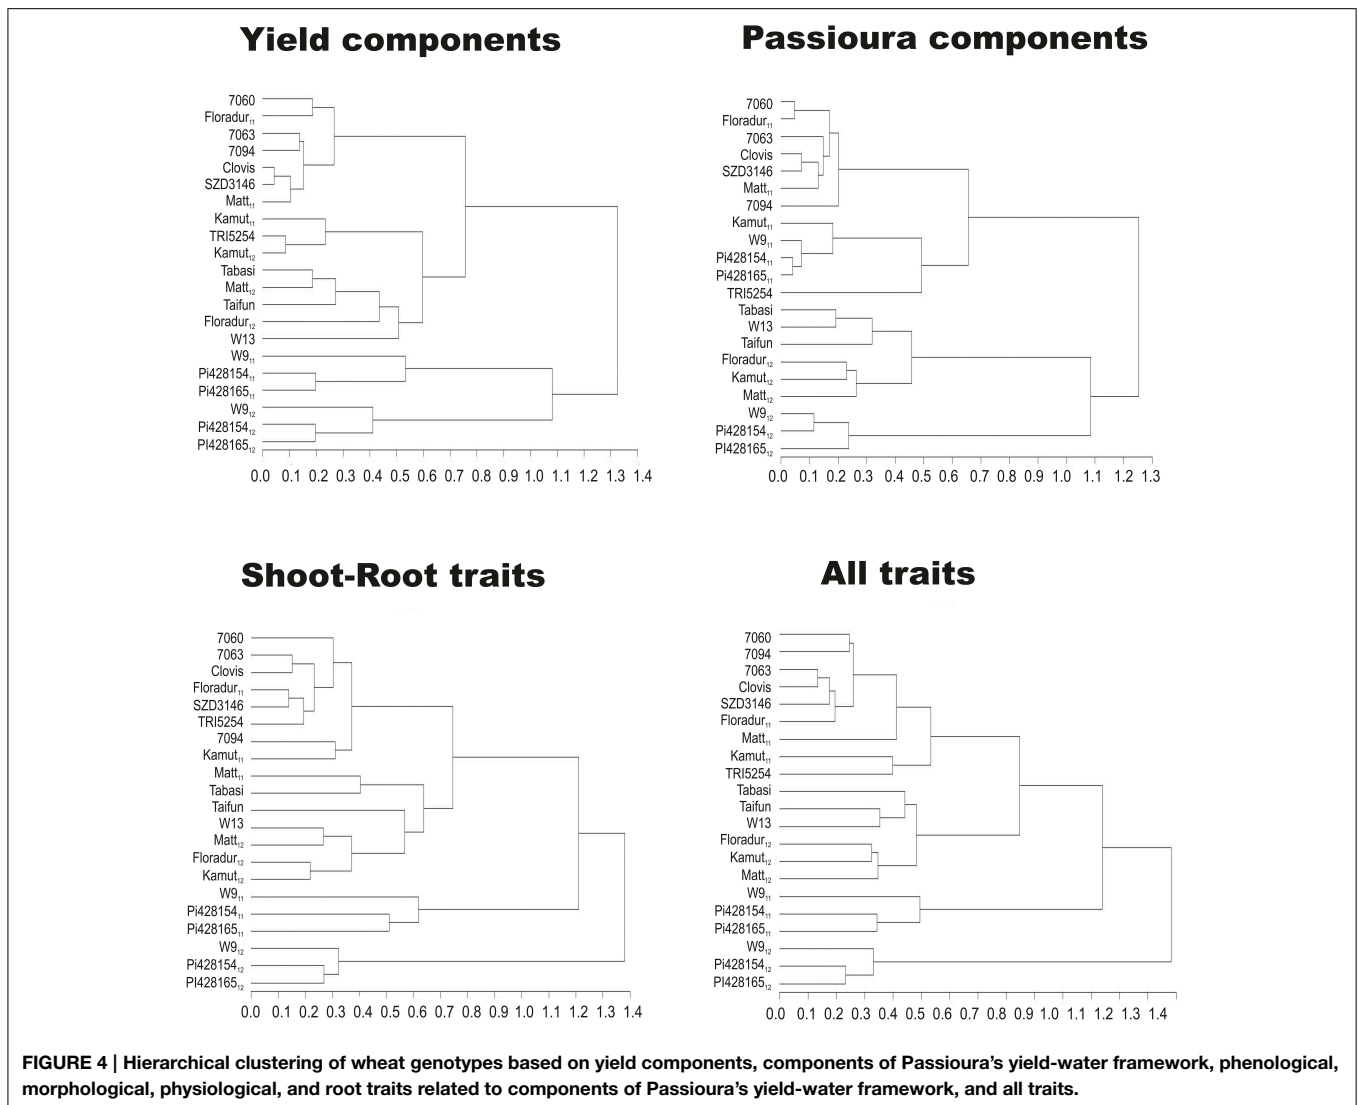 Yield components
7060
Floradur₁₁
7063
7094
Clovis
SZD3146
Matt₁₁
Kamut₁₁
TRI5254
Kamut₁₂
Tabasi
Matt₁₂
Taifun
Floradur₁₂
W13
W9₁₁
Pi428154₁₁
Pi428165₁₁
W9₁₂
Pi428154₁₂
PI428165₁₂
0.0 0.1 0.2 0.3 0.4 0.5 0.6 0.7 0.8 0.9 1.0 1.1 1.2 1.3 1.4
Passioura components
7060
Floradur₁₁
7063
Clovis
SZD3146
Matt₁₁
7094
Kamut₁₁
W9₁₁
Pi428154₁₁
Pi428165₁₁
TRI5254
Tabasi
W13
Taifun
Floradur₁₂
Kamut₁₂
Matt₁₂
W9₁₂
Pi428154₁₂
PI428165₁₂
0.0 0.1 0.2 0.3 0.4 0.5 0.6 0.7 0.8 0.9 1.0 1.1 1.2 1.3
Shoot-Root traits
7060
7063
Clovis
Floradur₁₁
SZD3146
TRI5254
7094
Kamut₁₁
Matt₁₁
Tabasi
Taifun
W13
Matt₁₂
Floradur₁₂
Kamut₁₂
W9₁₁
Pi428154₁₁
Pi428165₁₁
W9₁₂
Pi428154₁₂
PI428165₁₂
0.0 0.1 0.2 0.3 0.4 0.5 0.6 0.7 0.8 0.9 1.0 1.1 1.2 1.3 1.4
All traits
7060
7094
7063
Clovis
SZD3146
Floradur₁₁
Matt₁₁
Kamut₁₁
TRI5254
Tabasi
Taifun
W13
Floradur₁₂
Kamut₁₂
Matt₁₂
W9₁₁
Pi428154₁₁
Pi428165₁₁
W9₁₂
Pi428154₁₂
PI428165₁₂
0.0 0.1 0.2 0.3 0.4 0.5 0.6 0.7 0.8 0.9 1.0 1.1 1.2 1.3 1.4
FIGURE 4 | Hierarchical clustering of wheat genotypes based on yield components, components of Passioura's yield-water framework, phenological,
morphological, physiological, and root traits related to components of Passioura's yield-water framework, and all traits.